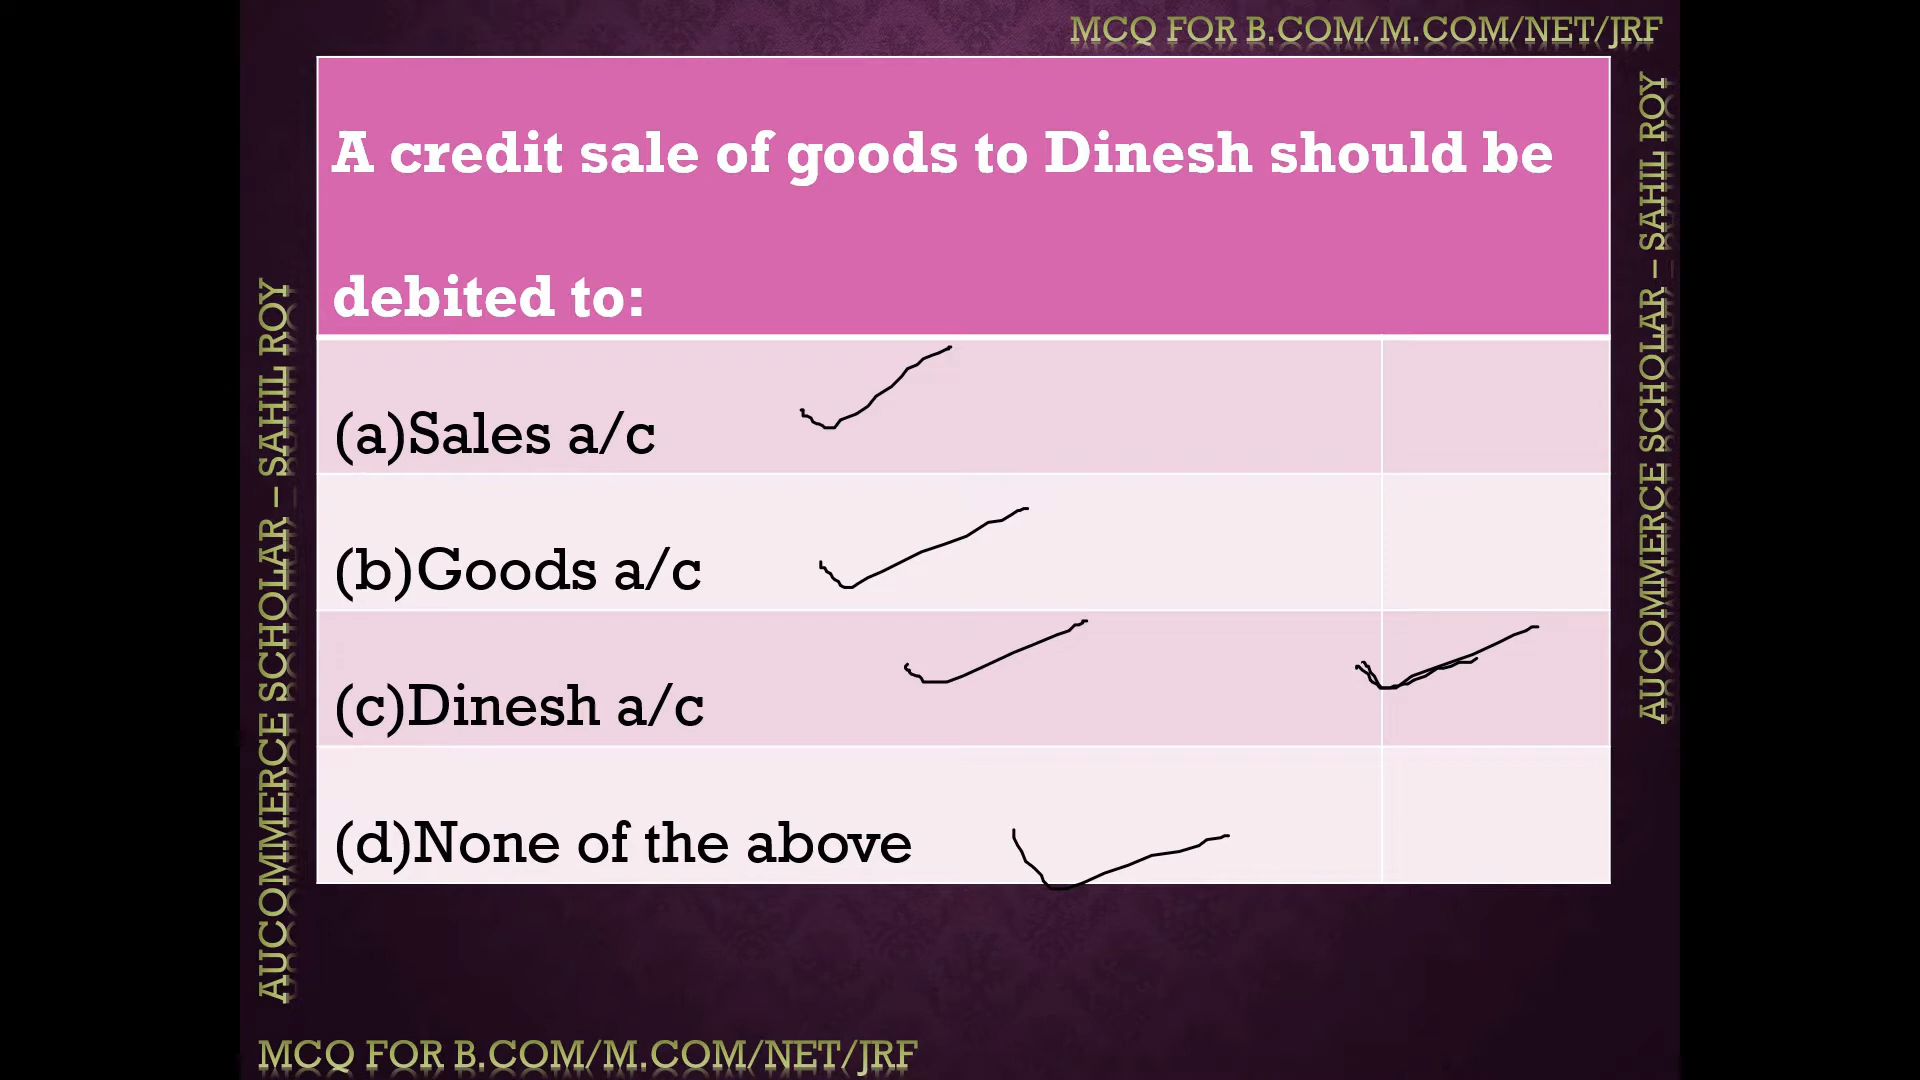 MCQ FOR B.COM/M.COM/NET/JRF
A credit sale of goods to Dinesh should be
debited to:
(a)Sales a/c
(b)Goods a/c
(c)Dinesh a/c
(d)None of the above
AUCOMMERCE SCHOLAR – SAHIL ROY
AUCOMMERCE SCHOLAR – SAHIL ROY
MCQ FOR B.COM/M.COM/NET/JRF